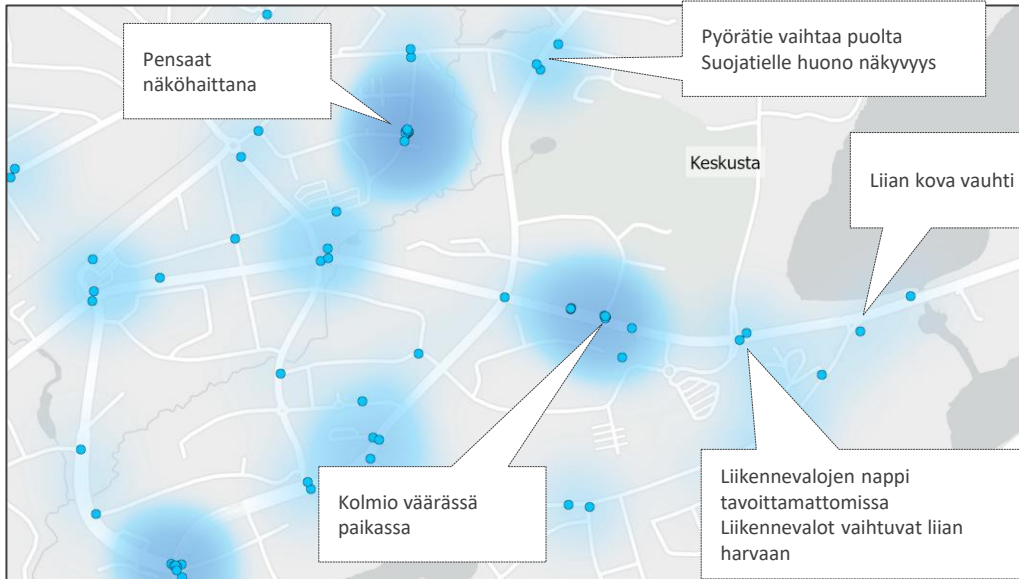 Pensaat
näköhaittana
Pyörätie vaihtaa puolta
Suojatielle huono näkyvyys
Keskusta
Liian kova vauhti
Kolmio väärässä
paikassa
Liikennevalojen nappi
tavoittamattomissa
Liikennevalot vaihtuvat liian
harvaan